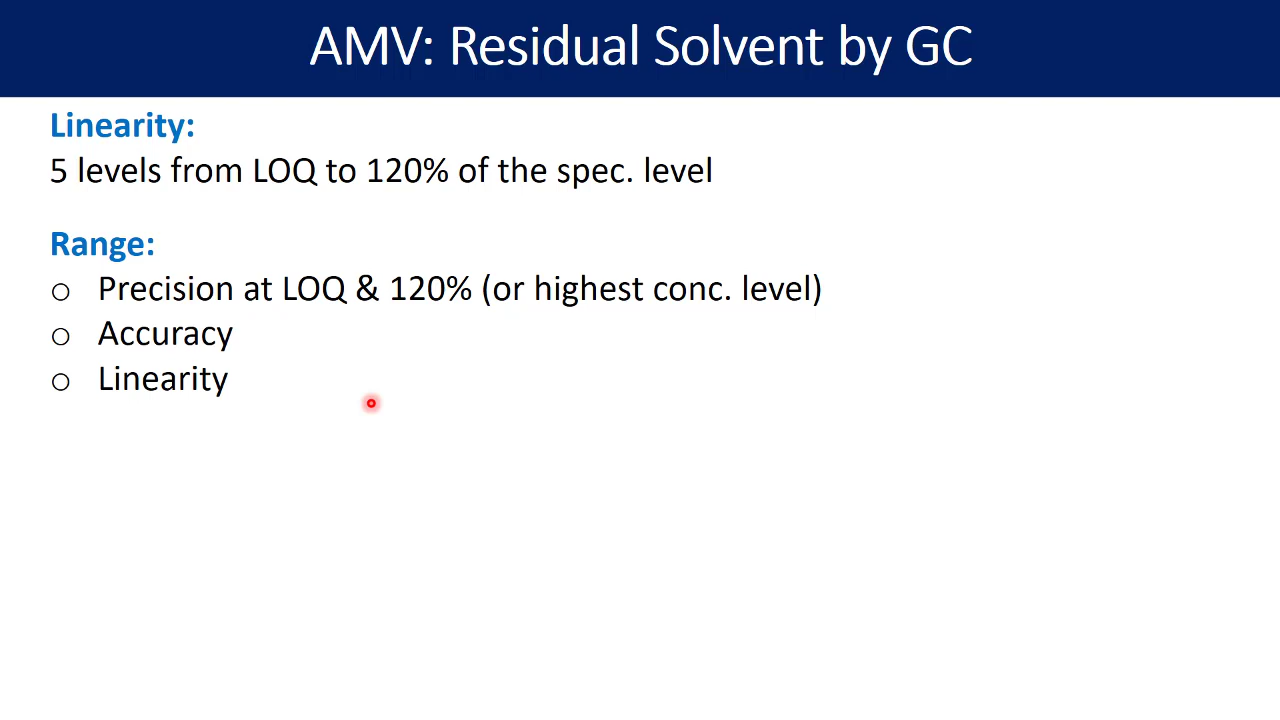 AMV: Residual Solvent by GC
Linearity:
5 levels from LOQ to 120% of the spec. level
Range:
o Precision at LOQ & 120% (or highest conc. level)
o Accuracy
o Linearity